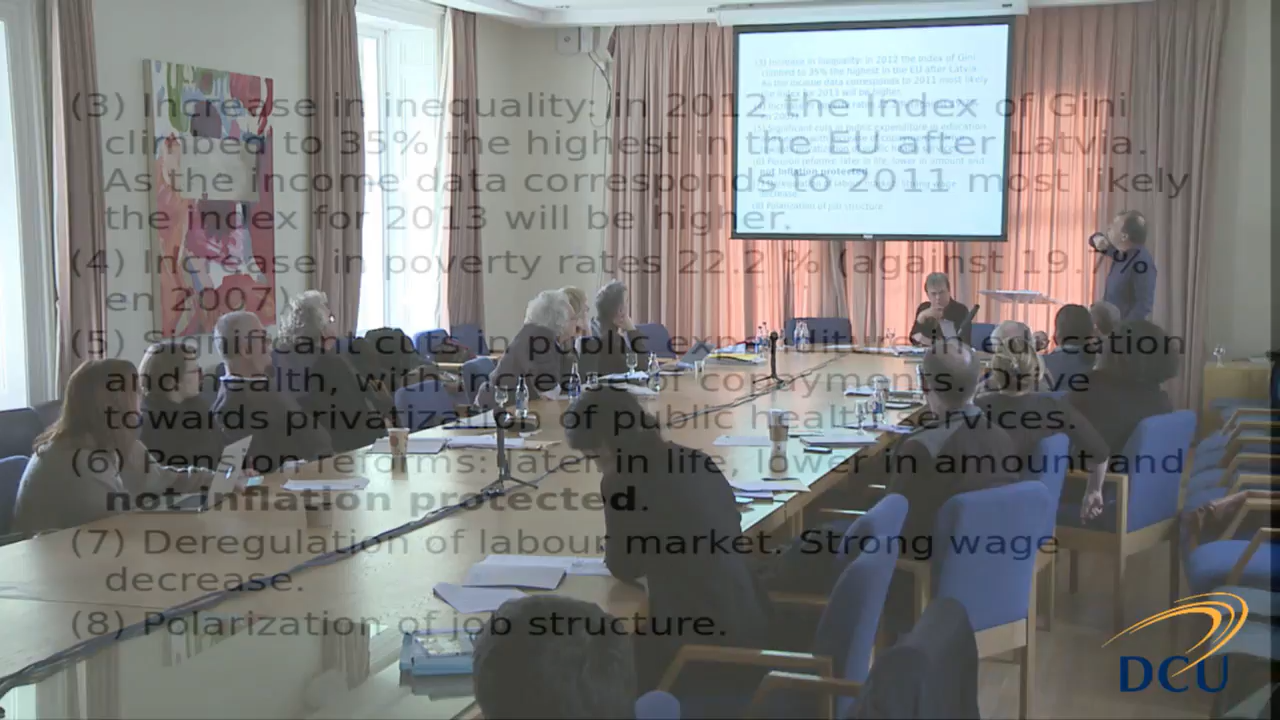 (3) Increase in inequality: in 2012 the Index of Gini
climbed to 35% the highest in the EU after Latvia.
As the income data corresponds to 2011 most likely
the index for 2013 will be higher.
(4) Increase in poverty rates 22.2 % (against 19.7%
en 2007)
(5) Significant cuts in public expenditure in education
and health, with increase of copayments. Drive
towards privatization of public health services.
(6) Pension reforms: later in life, lower in amount and
not inflation protected.
(7) Deregulation of labour market. Strong wage
decrease.
(8) Polarization of job structure.
DCU